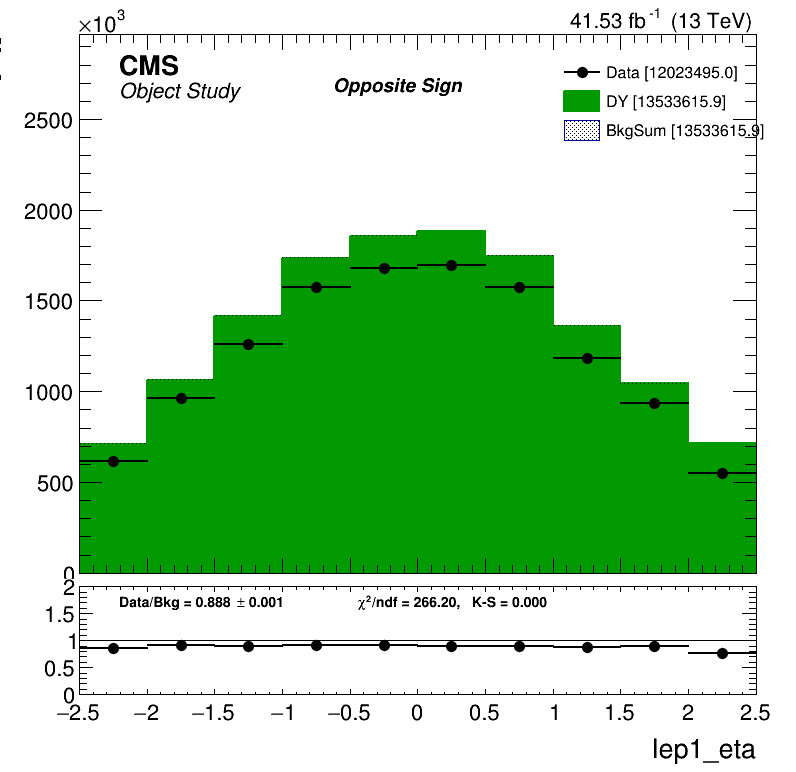 ×10³
41.53 fb⁻¹ (13 TeV)
CMS
Object Study
Opposite Sign
Data [12023495.0]
DY [13533615.9]
BkgSum [13533615.9]
2500
2000
1500
1000
500
0
2
1.5
1
0.5
0
Data/Bkg = 0.888 ± 0.001
χ²/ndf = 266.20, K-S = 0.000
−2.5 −2 −1.5 −1 −0.5 0 0.5 1 1.5 2 2.5
lep1_eta